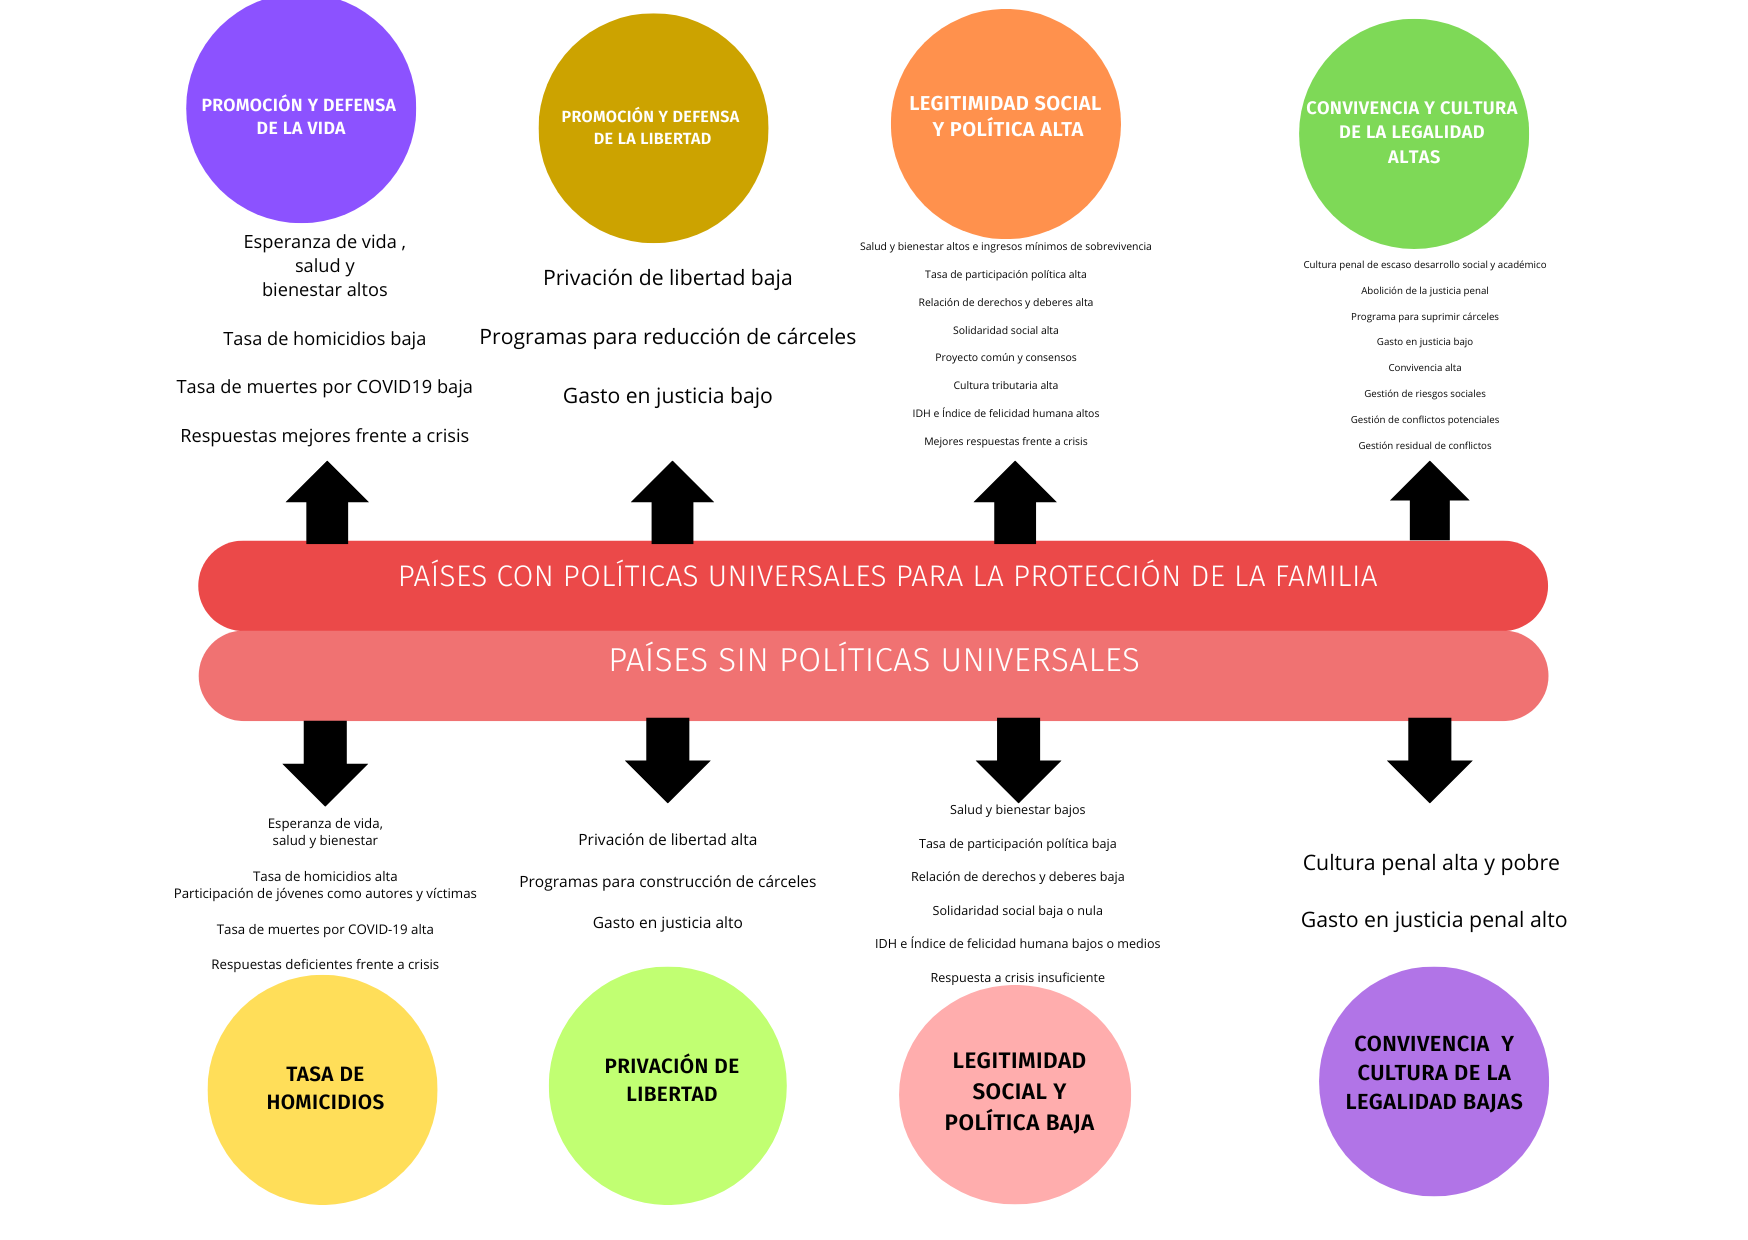 PROMOCIÓN Y DEFENSA
DE LA VIDA
PROMOCIÓN Y DEFENSA
DE LA LIBERTAD
LEGITIMIDAD SOCIAL
Y POLÍTICA ALTA
CONVIVENCIA Y CULTURA
DE LA LEGALIDAD
ALTAS
Esperanza de vida ,
salud y
bienestar altos
Tasa de homicidios baja
Tasa de muertes por COVID19 baja
Respuestas mejores frente a crisis
Privación de libertad baja
Programas para reducción de cárceles
Gasto en justicia bajo
Salud y bienestar altos e ingresos mínimos de sobrevivencia
Tasa de participación política alta
Relación de derechos y deberes alta
Solidaridad social alta
Proyecto común y consensos
Cultura tributaria alta
IDH e Índice de felicidad humana altos
Mejores respuestas frente a crisis
Cultura penal de escaso desarrollo social y académico
Abolición de la justicia penal
Programa para suprimir cárceles
Gasto en justicia bajo
Convivencia alta
Gestión de riesgos sociales
Gestión de conflictos potenciales
Gestión residual de conflictos
PAÍSES CON POLÍTICAS UNIVERSALES PARA LA PROTECCIÓN DE LA FAMILIA
PAÍSES SIN POLÍTICAS UNIVERSALES
Esperanza de vida,
salud y bienestar
Tasa de homicidios alta
Participación de jóvenes como autores y víctimas
Tasa de muertes por COVID-19 alta
Respuestas deficientes frente a crisis
Privación de libertad alta
Programas para construcción de cárceles
Gasto en justicia alto
Salud y bienestar bajos
Tasa de participación política baja
Relación de derechos y deberes baja
Solidaridad social baja o nula
IDH e Índice de felicidad humana bajos o medios
Respuesta a crisis insuficiente
Cultura penal alta y pobre
Gasto en justicia penal alto
TASA DE
HOMICIDIOS
PRIVACIÓN DE
LIBERTAD
LEGITIMIDAD
SOCIAL Y
POLÍTICA BAJA
CONVIVENCIA  Y
CULTURA DE LA
LEGALIDAD BAJAS